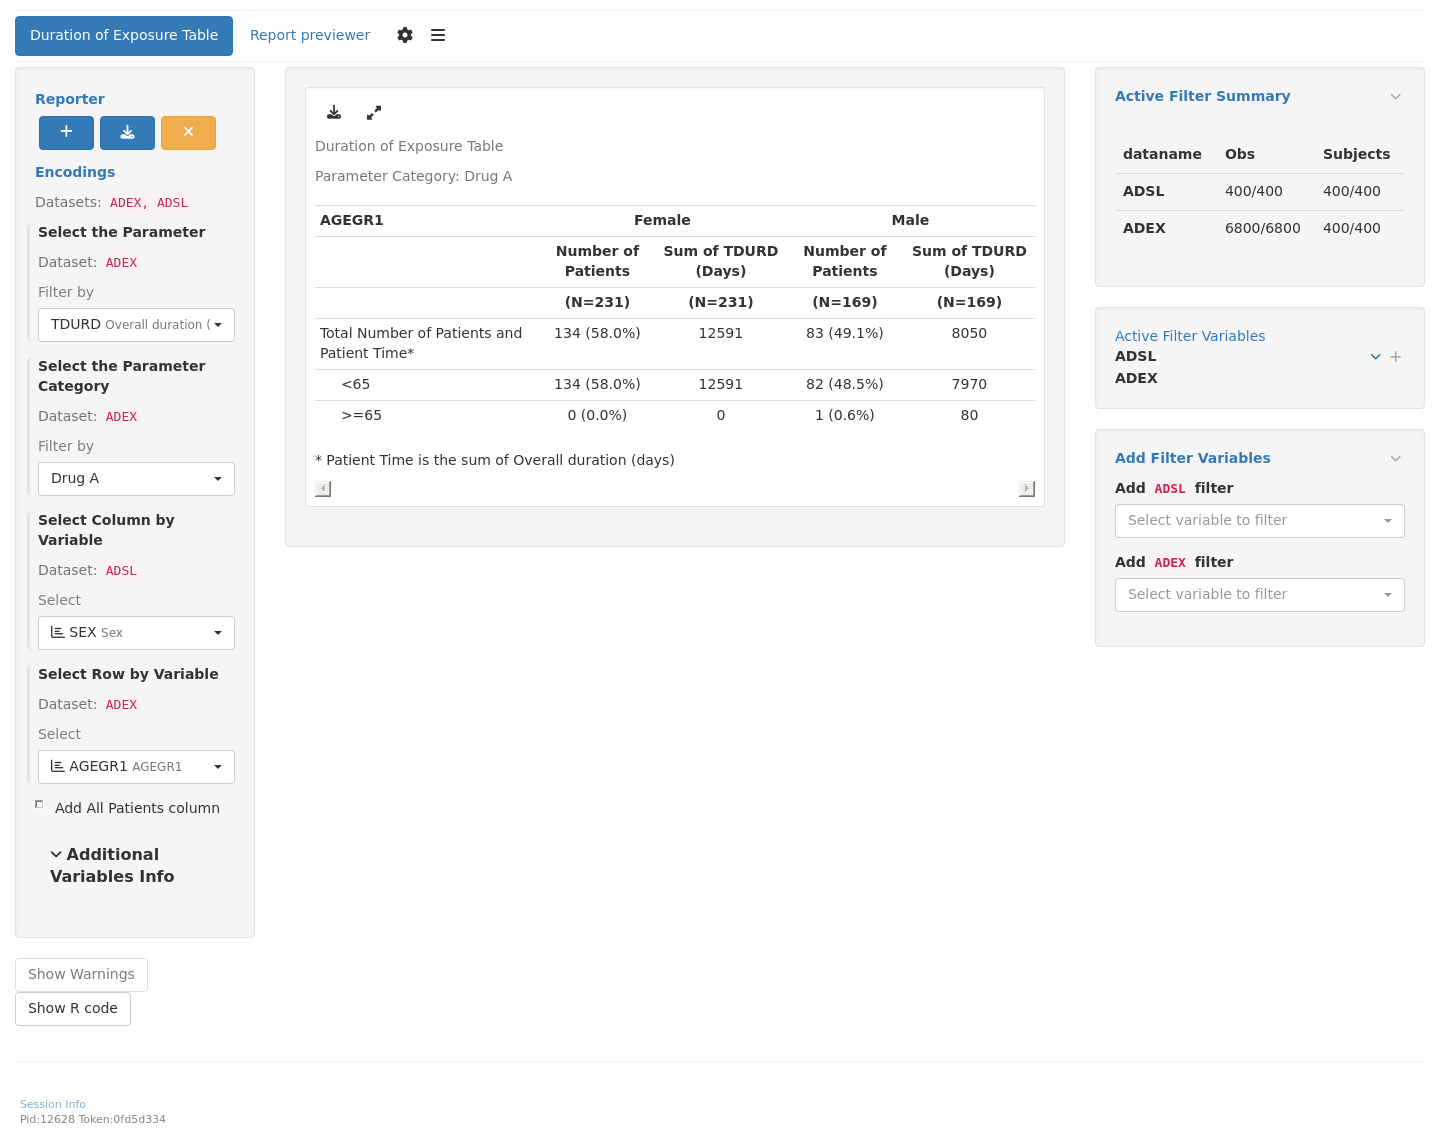 Duration of Exposure Table
Report previewer
Reporter
Encodings
Datasets: ADEX, ADSL
Select the Parameter
Dataset: ADEX
Filter by
TDURD Overall duration (
Select the Parameter
Category
Dataset: ADEX
Filter by
Drug A
Select Column by
Variable
Dataset: ADSL
Select
SEX Sex
Select Row by Variable
Dataset: ADEX
Select
AGEGR1 AGEGR1
Add All Patients column
Additional
Variables Info
Show Warnings
Show R code
Duration of Exposure Table
Parameter Category: Drug A
AGEGR1 Female Male
Number of Patients Sum of TDURD (Days) Number of Patients Sum of TDURD (Days)
(N=231) (N=231) (N=169) (N=169)
Total Number of Patients and Patient Time* 134 (58.0%) 12591 83 (49.1%) 8050
<65 134 (58.0%) 12591 82 (48.5%) 7970
>=65 0 (0.0%) 0 1 (0.6%) 80
* Patient Time is the sum of Overall duration (days)
Active Filter Summary
dataname Obs Subjects
ADSL 400/400 400/400
ADEX 6800/6800 400/400
Active Filter Variables
ADSL
ADEX
Add Filter Variables
Add ADSL filter
Select variable to filter
Add ADEX filter
Select variable to filter
Session Info
Pid:12628 Token:0fd5d334